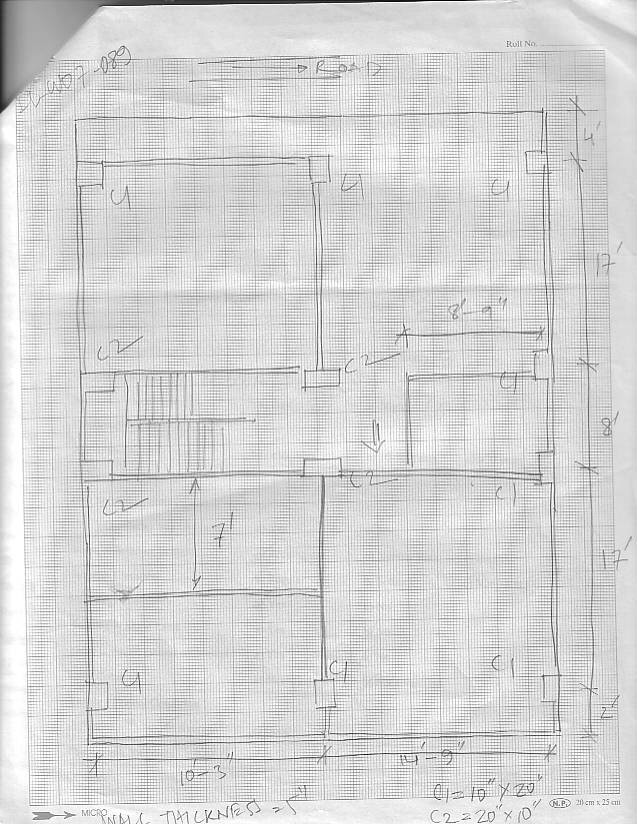 Roll No.
→ ROAD
4'
C1 C1 C1
17'
8'-9"
C2 C2
C1
8'
C2 C2 C1
7'
17'
C1 C1 C1
2'
10'-3" 14'-9"
WALL THICKNESS = 5"
C1 = 10" X 20"
C2 = 20" X 10"
MICRO
N.P. 20 cm x 25 cm